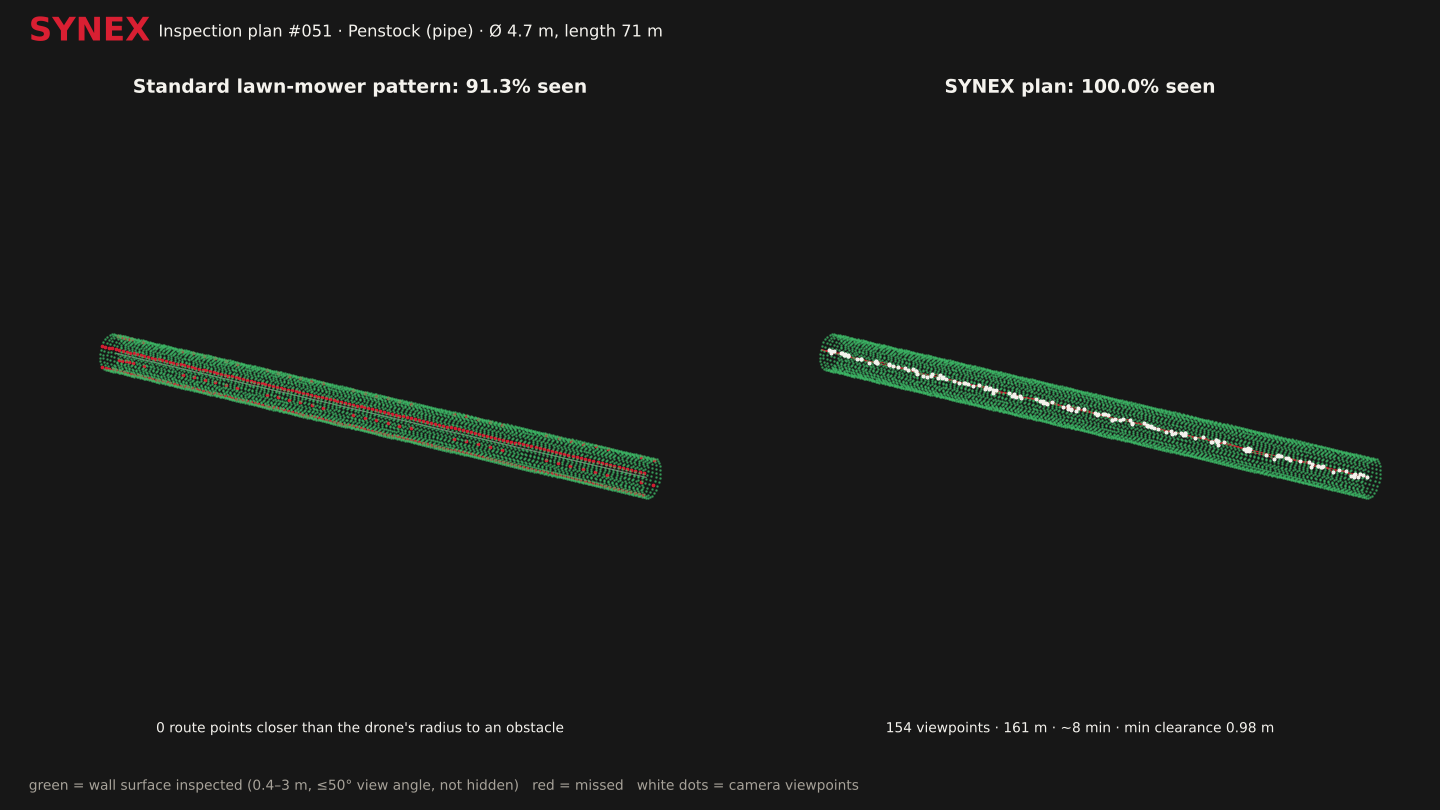 SYNEX Inspection plan #051 · Penstock (pipe) · Ø 4.7 m, length 71 m
Standard lawn-mower pattern: 91.3% seen
SYNEX plan: 100.0% seen
0 route points closer than the drone's radius to an obstacle
154 viewpoints · 161 m · ~8 min · min clearance 0.98 m
green = wall surface inspected (0.4–3 m, ≤50° view angle, not hidden) red = missed white dots = camera viewpoints